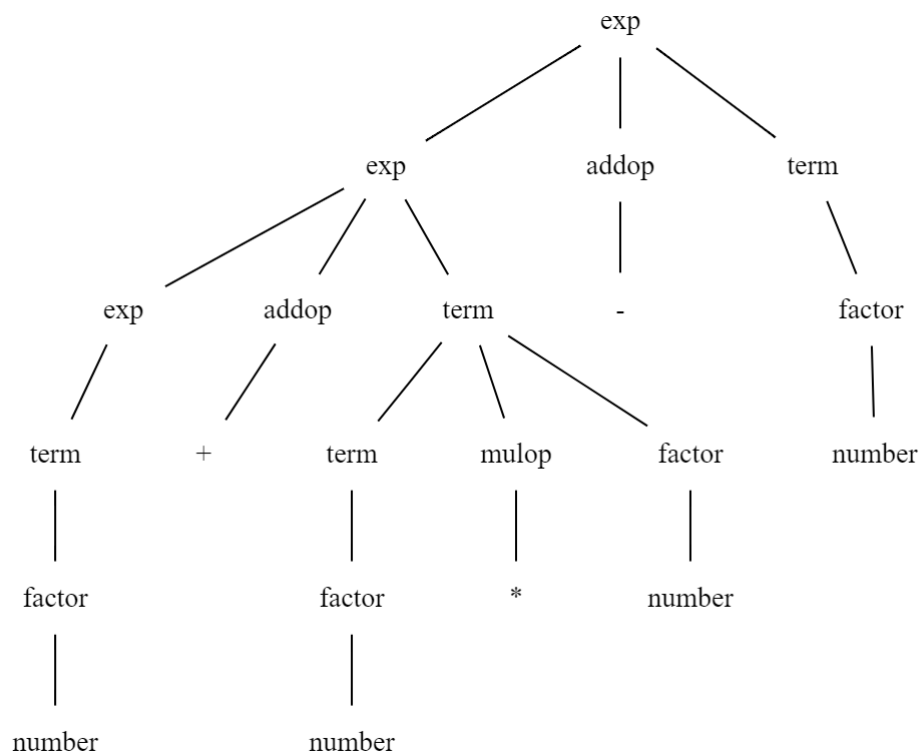 exp
exp addop term
exp addop term - factor
term + term mulop factor number
factor factor * number
number number